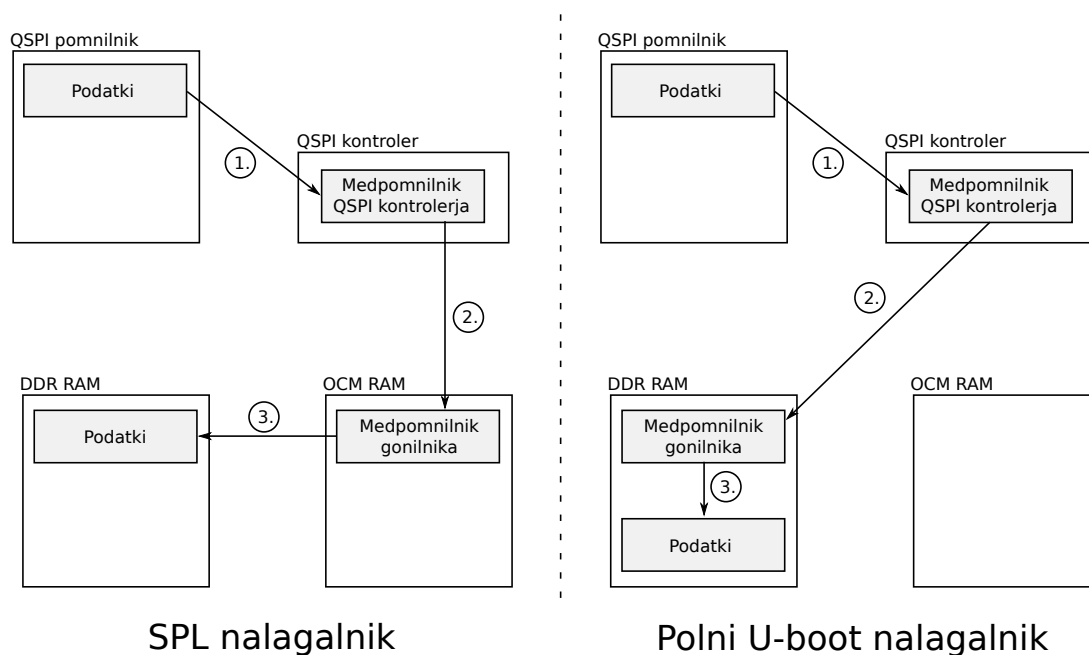 QSPI pomnilnik
Podatki
QSPI kontroler
1.
Medpomnilnik
QSPI kontrolerja
2.
DDR RAM
OCM RAM
Podatki
3.
Medpomnilnik
gonilnika
SPL nalagalnik
QSPI pomnilnik
Podatki
QSPI kontroler
1.
Medpomnilnik
QSPI kontrolerja
2.
DDR RAM
OCM RAM
Medpomnilnik
gonilnika
3.
Podatki
Polni U-boot nalagalnik